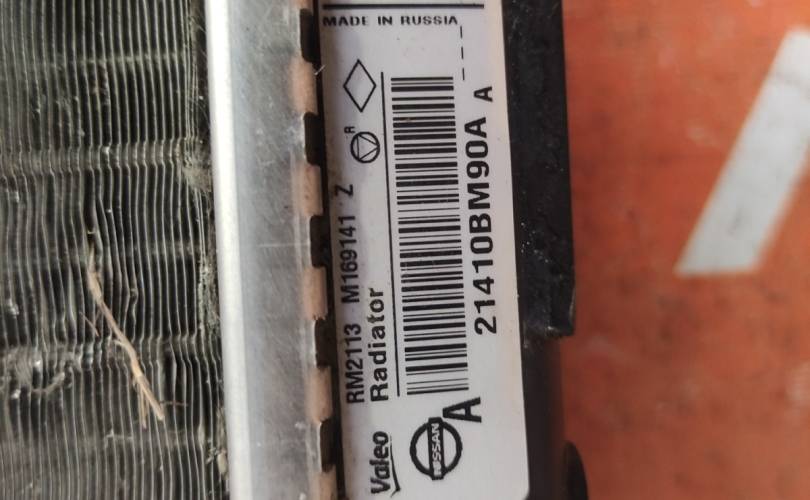 MADE IN RUSSIA
Valeo
RM2113 M169141 Z
Radiator
R
NISSAN
A
21410BM90A A